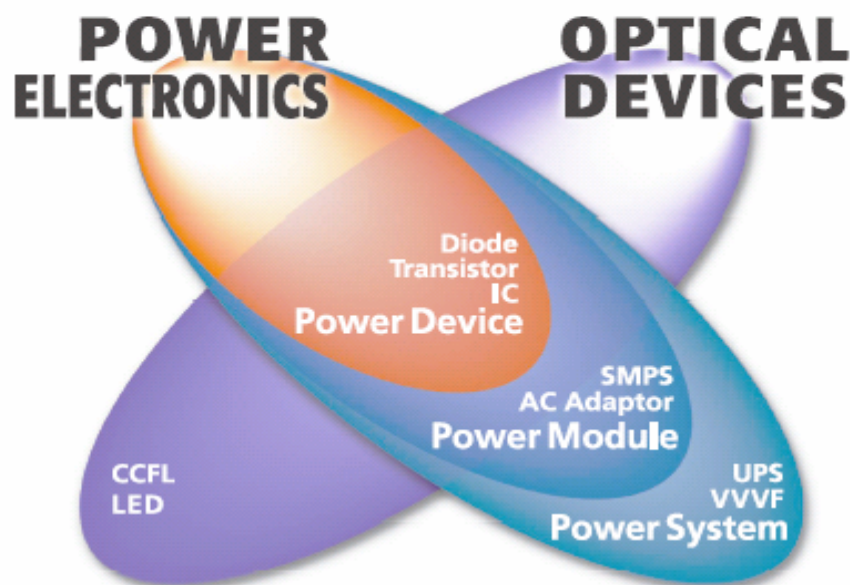 POWER
ELECTRONICS
OPTICAL
DEVICES
Diode
Transistor
IC
Power Device
SMPS
AC Adaptor
Power Module
CCFL
LED
UPS
VVVF
Power System